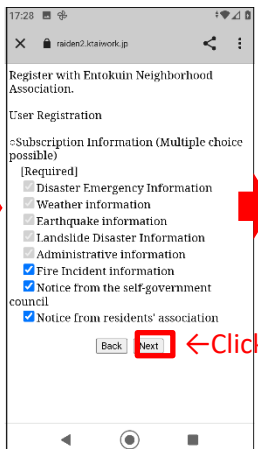 17:28
raiden2.ktaiwork.jp
Register with Entokuin Neighborhood
Association.
User Registration
○Subscription Information (Multiple choice
possible)
[Required]
Disaster Emergency Information
Weather information
Earthquake information
Landslide Disaster Information
Administrative information
Fire Incident information
Notice from the self-government
council
Notice from residents' association
Back Next ←Click